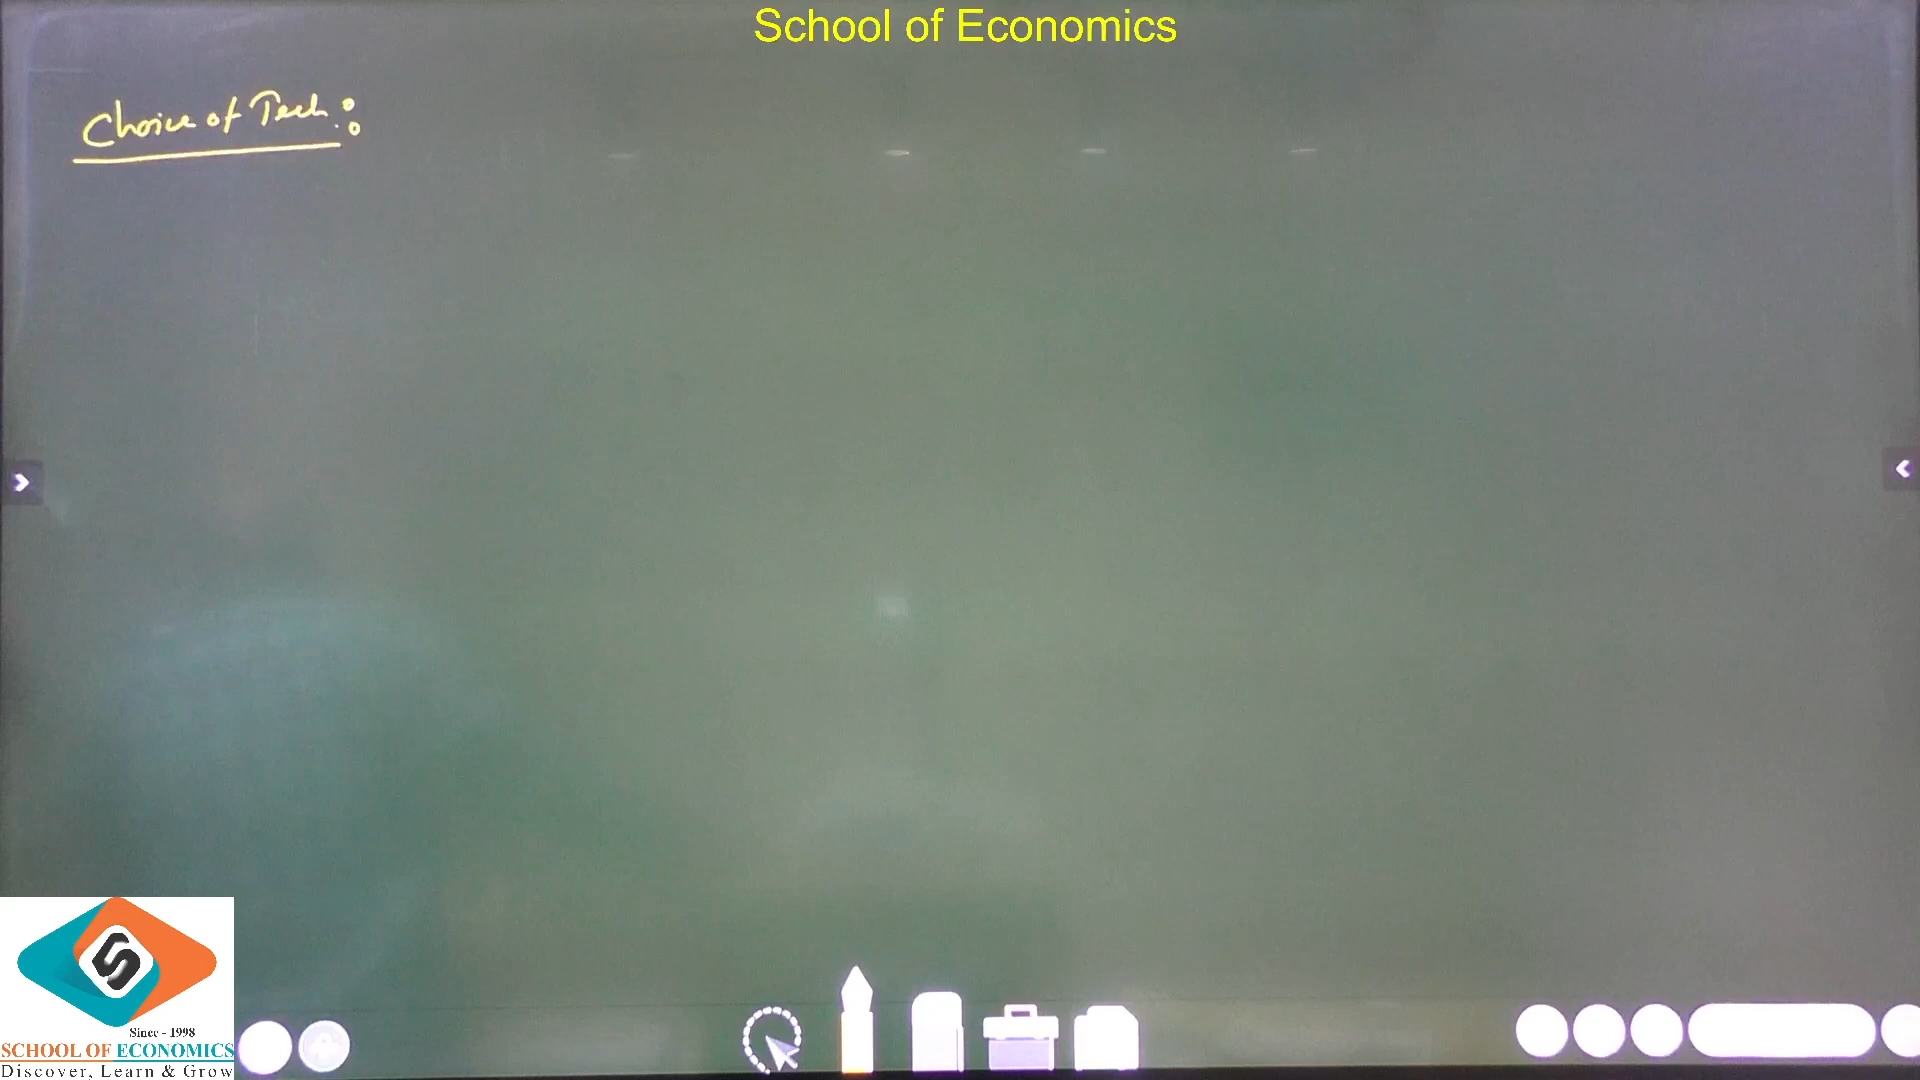 School of Economics
Choice of Tech :
Since - 1998
SCHOOL OF ECONOMICS
Discover, Learn & Grow